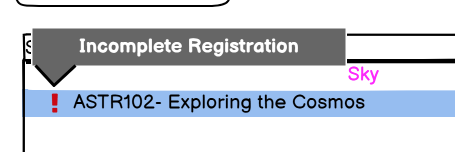 Incomplete Registration
Sky
! ASTR102- Exploring the Cosmos